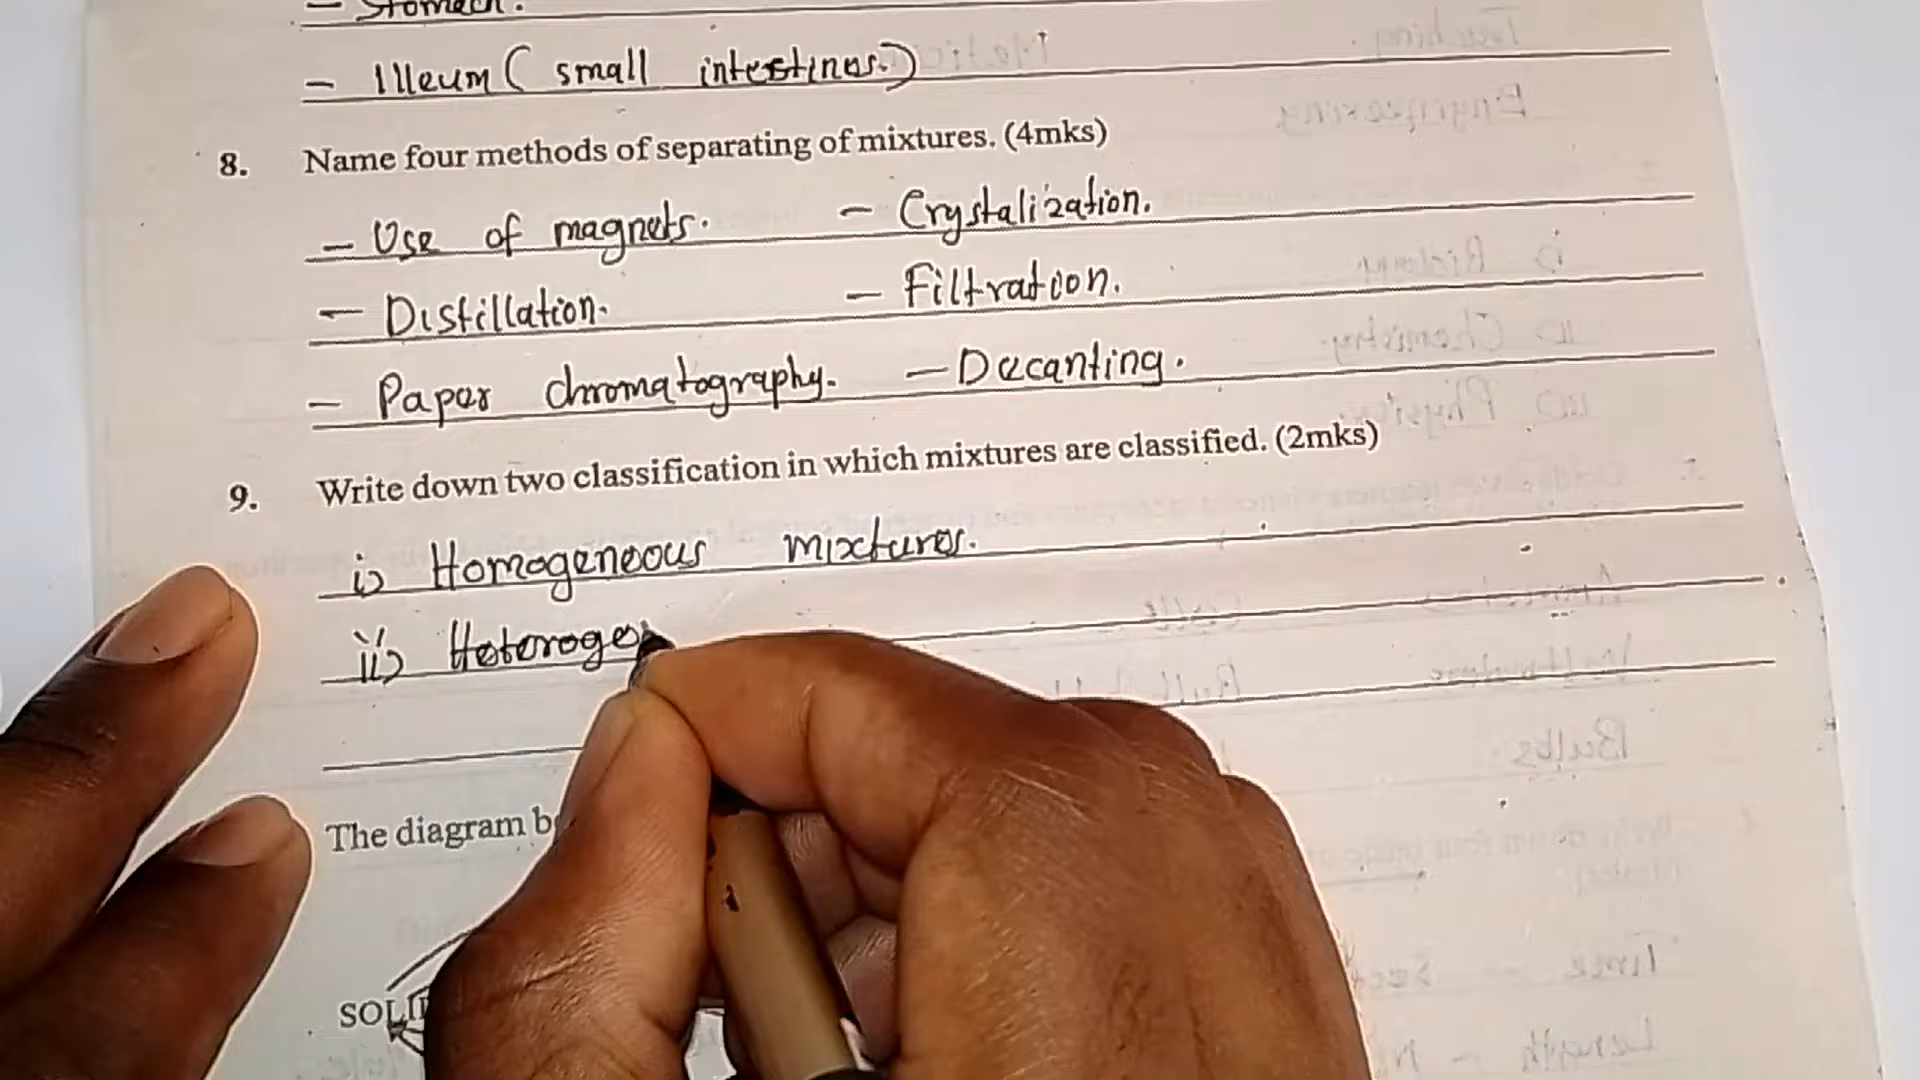 - Stomach.
- Illeum (small intestines.)
8. Name four methods of separating of mixtures. (4mks)
- Use of magnets. - Crystalization.
- Distillation. - Filtration.
- Paper chromatography. - Decanting.
9. Write down two classification in which mixtures are classified. (2mks)
i) Homogeneous mixtures.
ii) Heteroge
The diagram
SOLI